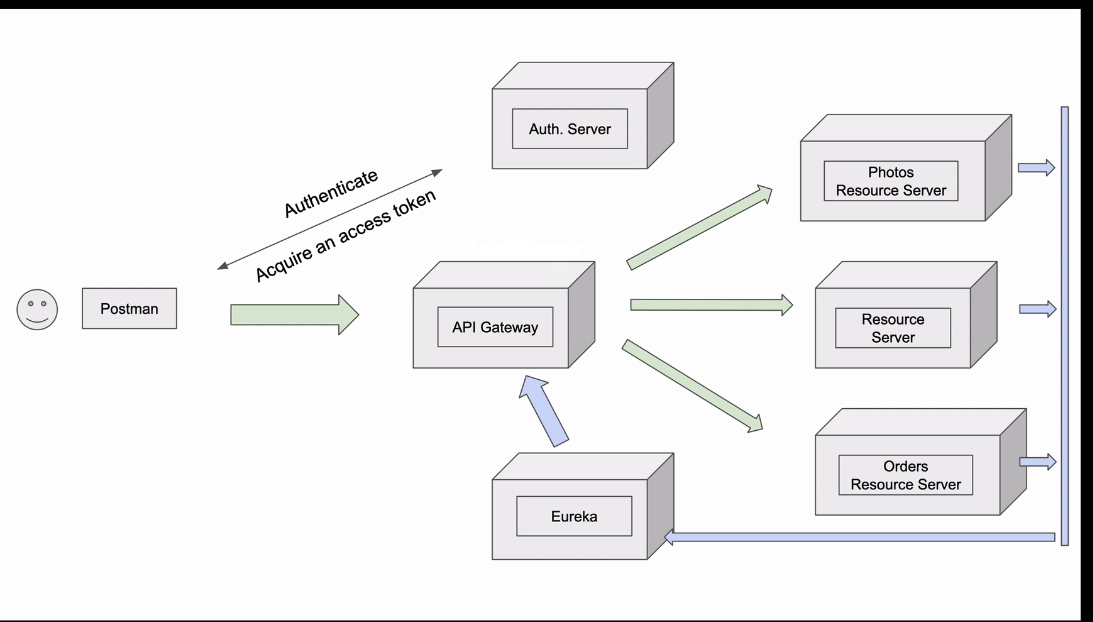 Auth. Server
Photos
Resource Server
Authenticate
Acquire an access token
Postman
API Gateway
Resource
Server
Orders
Resource Server
Eureka